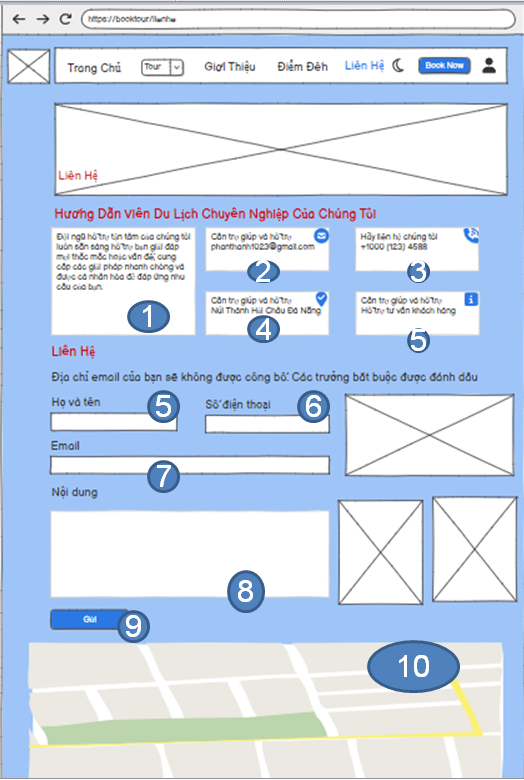 https://booktour/lienhe
Trang Chủ Tour Giới Thiệu Điểm Đến Liên Hệ Book Now
Liên Hệ
Hướng Dẫn Viên Du Lịch Chuyên Nghiệp Của Chúng Tôi
Đội ngũ hỗ trợ tận tâm của chúng tôi
luôn sẵn sàng hỗ trợ bạn giải đáp
mọi thắc mắc hoặc vấn đề, cung
cấp các giải pháp nhanh chóng và
được cá nhân hóa để đáp ứng nhu
cầu của bạn.
1
Cần trợ giúp và hỗ trợ
phanthanh1023@gmail.com
2
Hãy liên hệ chúng tôi
+1000 (123) 4588
3
Cần trợ giúp và hỗ trợ
Núi Thành Hải Châu Đà Nẵng
4
Cần trợ giúp và hỗ trợ
Hỗ trợ tư vấn khách hàng
5
Liên Hệ
Địa chỉ email của bạn sẽ không được công bố. Các trường bắt buộc được đánh dấu
Họ và tên 5 Số điện thoại 6
Email
7
Nội dung
8
Gửi 9
10